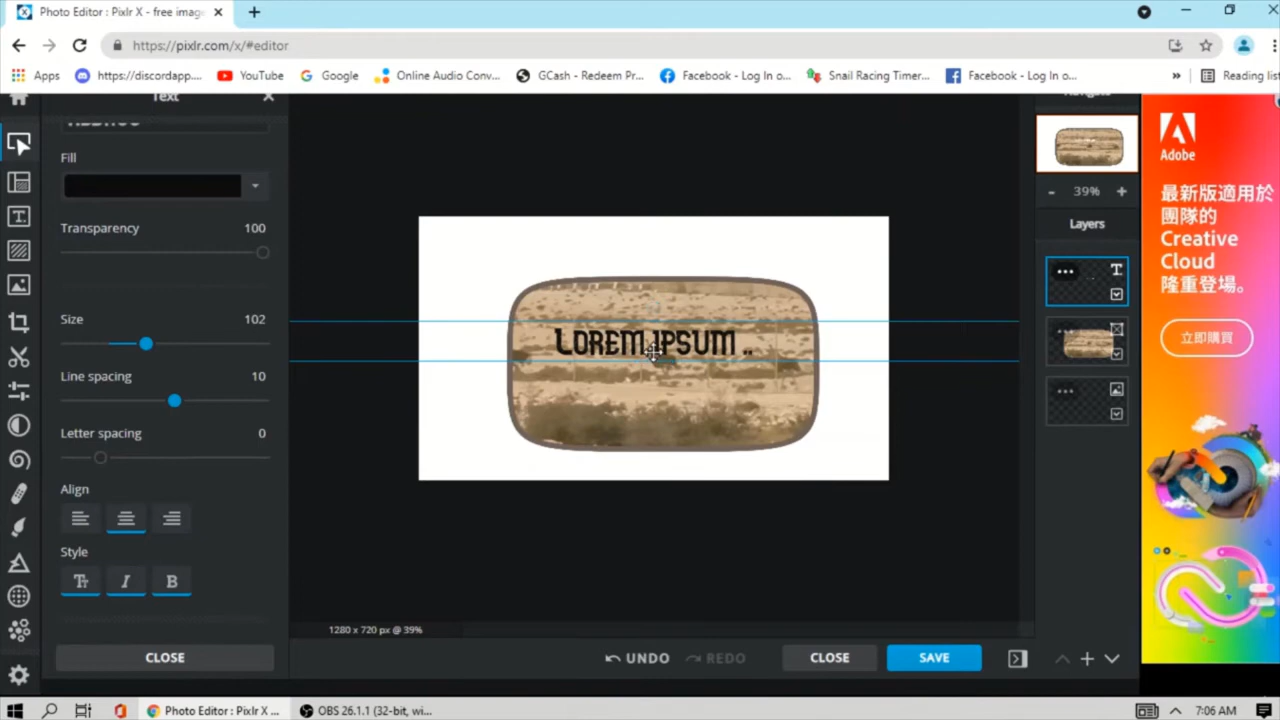 Photo Editor : Pixlr X - free imag
https://pixlr.com/x/#editor
Apps
https://discordapp....
YouTube
Google
Online Audio Conv...
GCash - Redeem Pr...
Facebook - Log In o...
Snail Racing Timer...
Facebook - Log In o...
»
Reading list
Text
Fill
Transparency 100
Size 102
Line spacing 10
Letter spacing 0
Align
Style
CLOSE
LOREM IPSUM ..
1280 x 720 px @ 39%
UNDO
REDO
CLOSE
SAVE
Navigate
- 39% +
Layers
Adobe
最新版適用於
團隊的
Creative
Cloud
隆重登場。
立即購買
Photo Editor : Pixlr X ...
OBS 26.1.1 (32-bit, wi...
7:06 AM